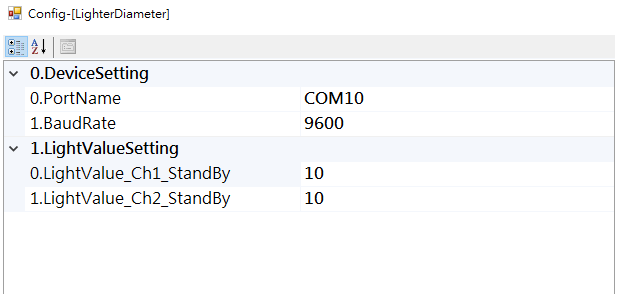 Config-[LighterDiameter]
0.DeviceSetting
0.PortName COM10
1.BaudRate 9600
1.LightValueSetting
0.LightValue_Ch1_StandBy 10
1.LightValue_Ch2_StandBy 10